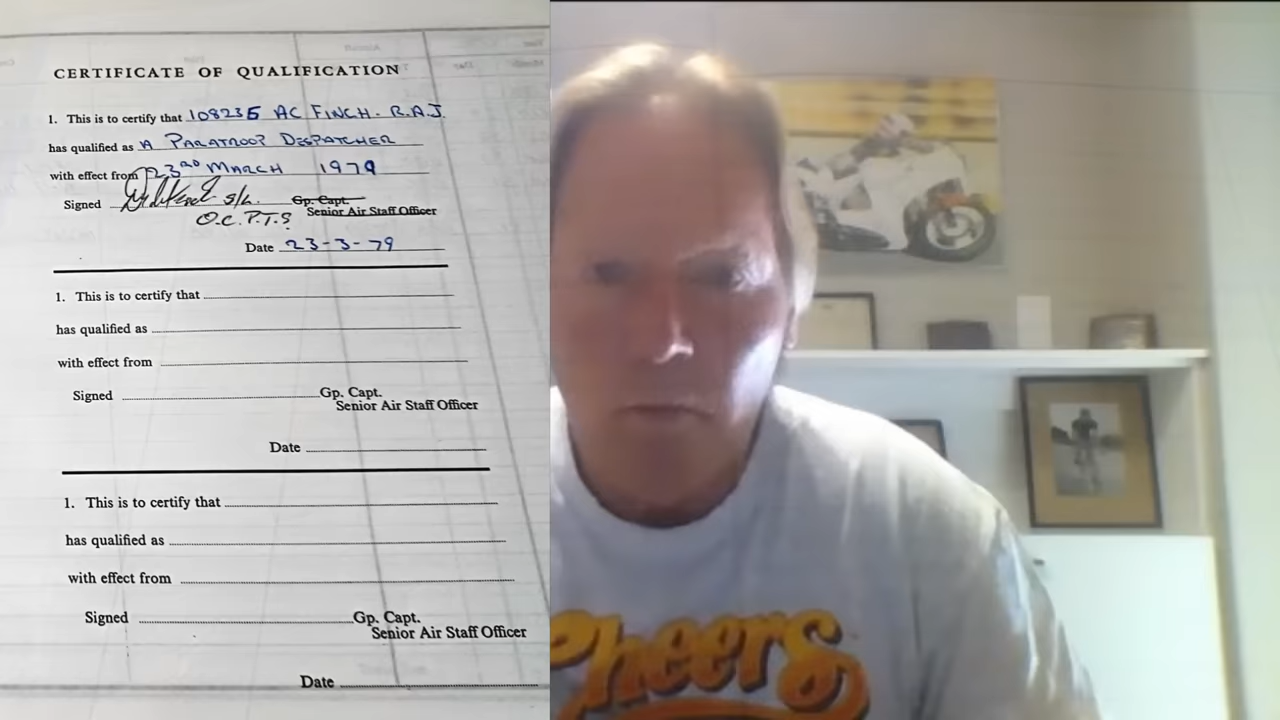 CERTIFICATE OF QUALIFICATION
1. This is to certify that 108235 AC FINCH. R.A.J.
has qualified as A PARATROOP DESPATCHER
with effect from 23RD MARCH 1979
Signed S/L. Gp. Capt.
O.C. P.T.S Senior Air Staff Officer
Date 23-3-79
1. This is to certify that
has qualified as
with effect from
Signed Gp. Capt.
Senior Air Staff Officer
Date
1. This is to certify that
has qualified as
with effect from
Signed Gp. Capt.
Senior Air Staff Officer
Date
Cheers